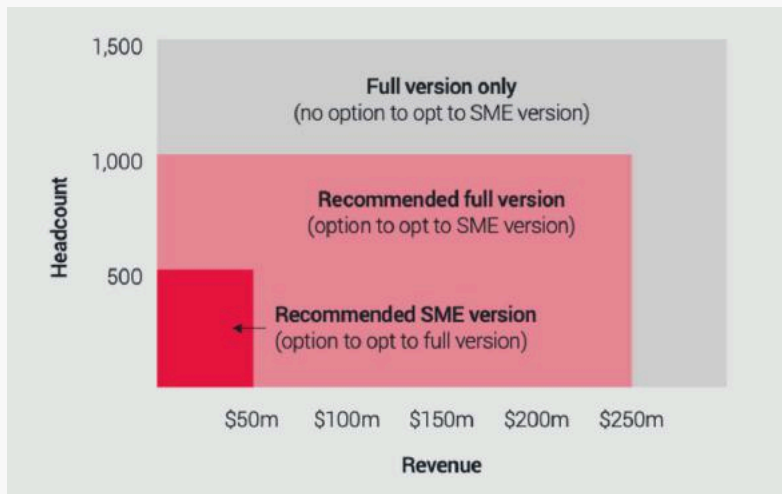 1,500
Full version only
(no option to opt to SME version)
1,000
Recommended full version
(option to opt to SME version)
Headcount
500
Recommended SME version
(option to opt to full version)
$50m $100m $150m $200m $250m
Revenue